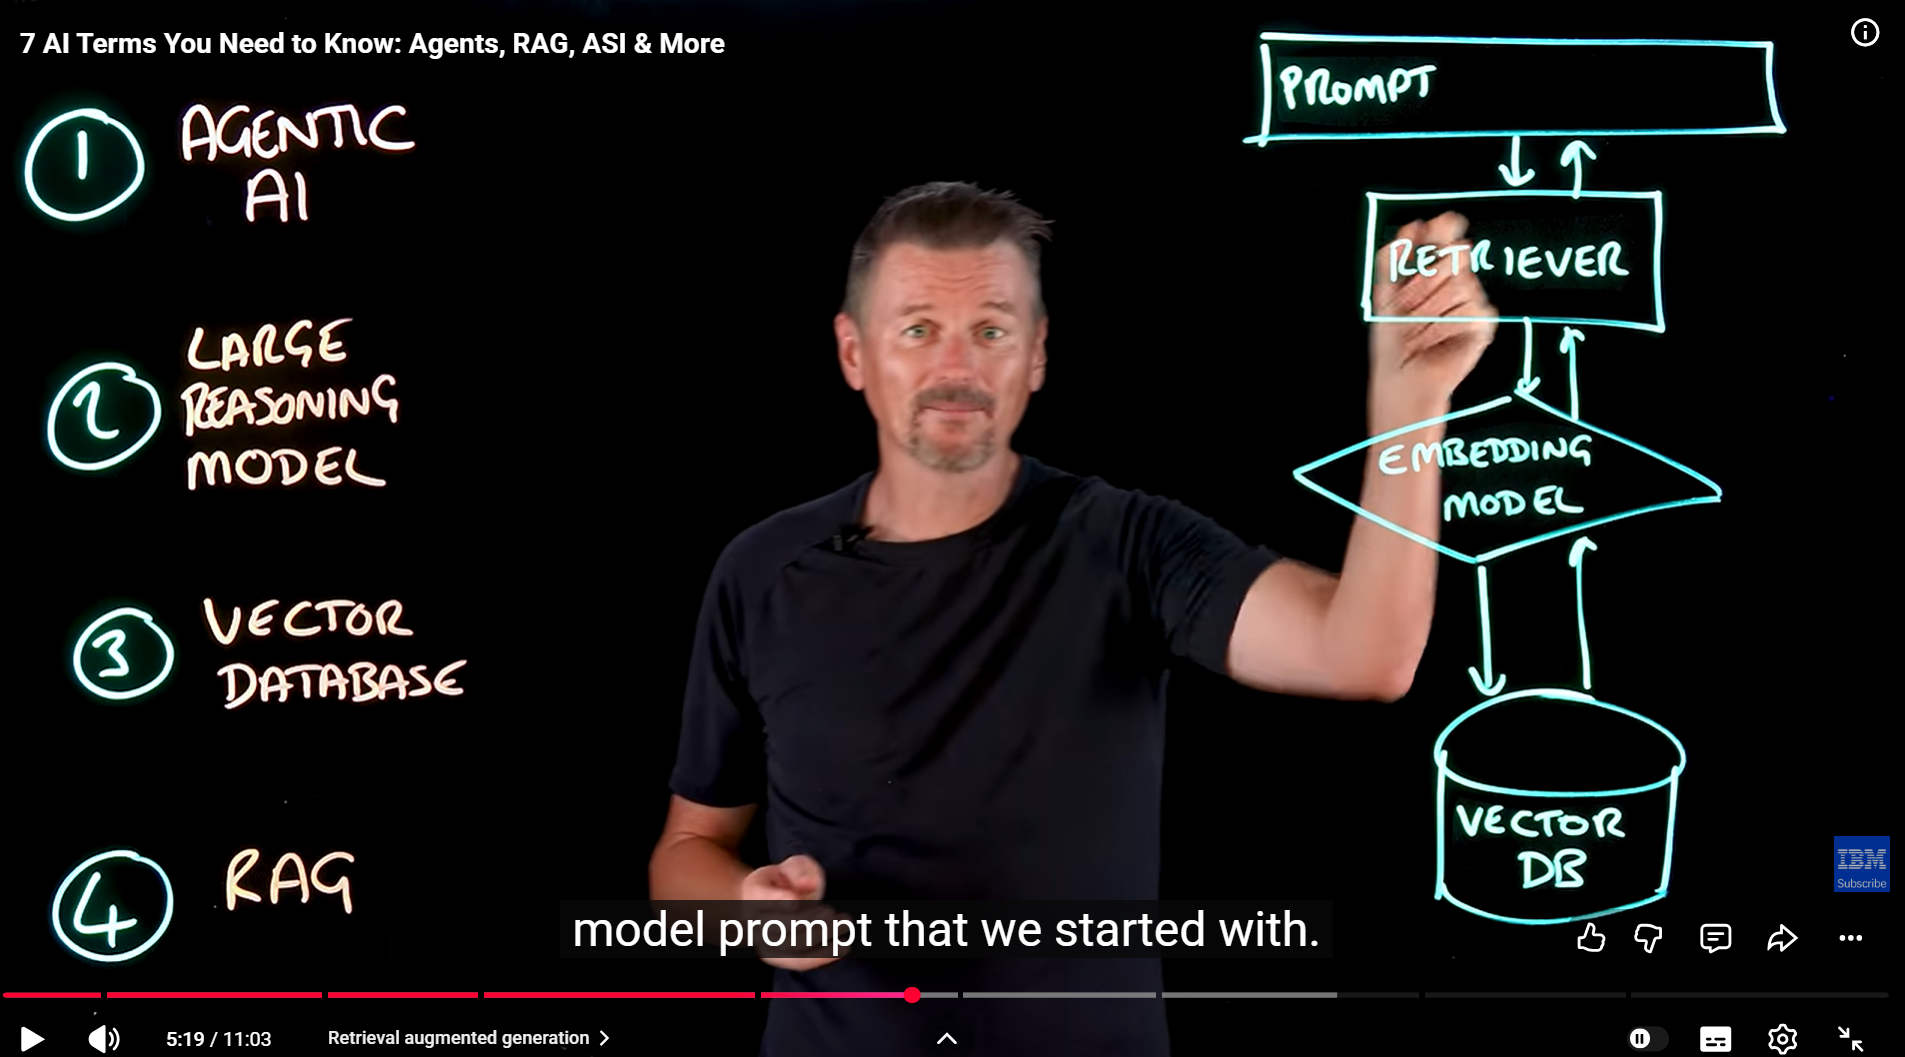 7 AI Terms You Need to Know: Agents, RAG, ASI & More
1
AGENTIC
AI
2
LARGE
REASONING
MODEL
3
VECTOR
DATABASE
4
RAG
PROMPT
RETRIEVER
EMBEDDING
MODEL
VECTOR
DB
IBM
Subscribe
model prompt that we started with.
5:19 / 11:03
Retrieval augmented generation